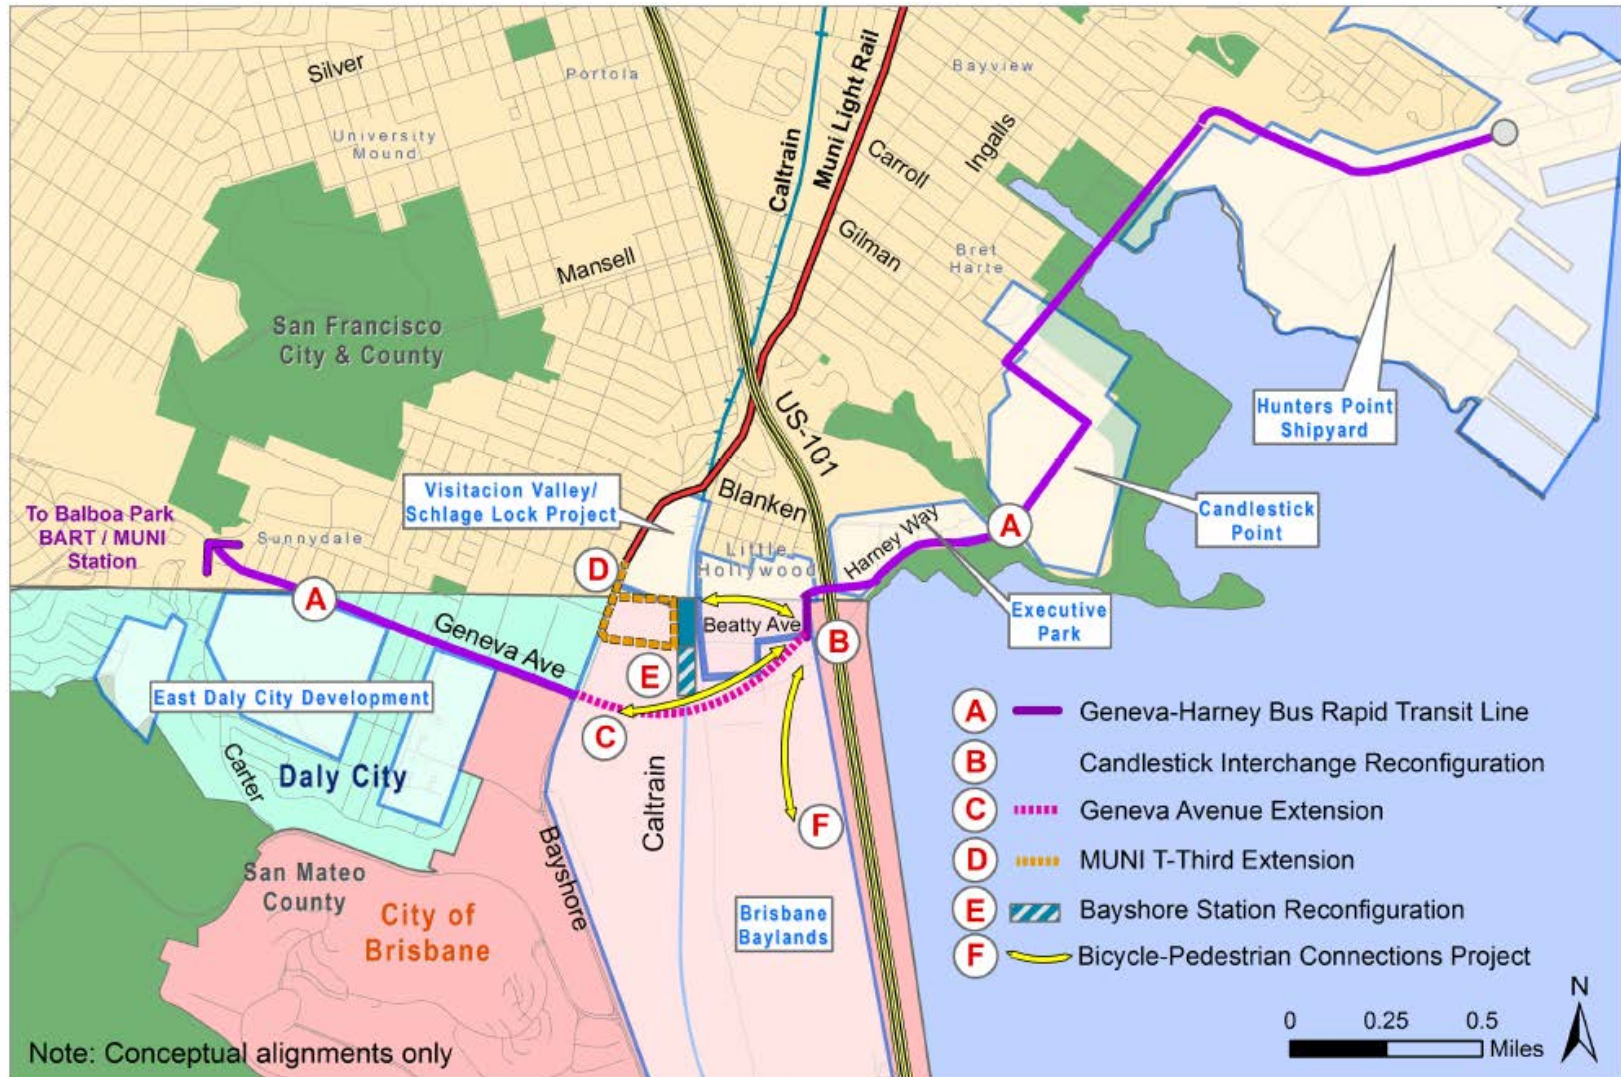 Silver
Portola
University
Mound
Caltrain
Muni Light Rail
Bayview
Carroll
Ingalls
Gilman
Bret
Harte
Mansell
San Francisco
City & County
US-101
Hunters Point
Shipyard
Visitacion Valley/
Schlage Lock Project
Blanken
Candlestick
Point
To Balboa Park
BART / MUNI
Station
Sunnydale
Little
Hollywood
Harney Way
A
D
A
Executive
Park
Geneva Ave
Beatty Ave
B
E
East Daly City Development
C
Carter
Daly City
Caltrain
F
Bayshore
San Mateo
County
City of
Brisbane
Brisbane
Baylands
A Geneva-Harney Bus Rapid Transit Line
B Candlestick Interchange Reconfiguration
C Geneva Avenue Extension
D MUNI T-Third Extension
E Bayshore Station Reconfiguration
F Bicycle-Pedestrian Connections Project
N
0 0.25 0.5
Miles
Note: Conceptual alignments only